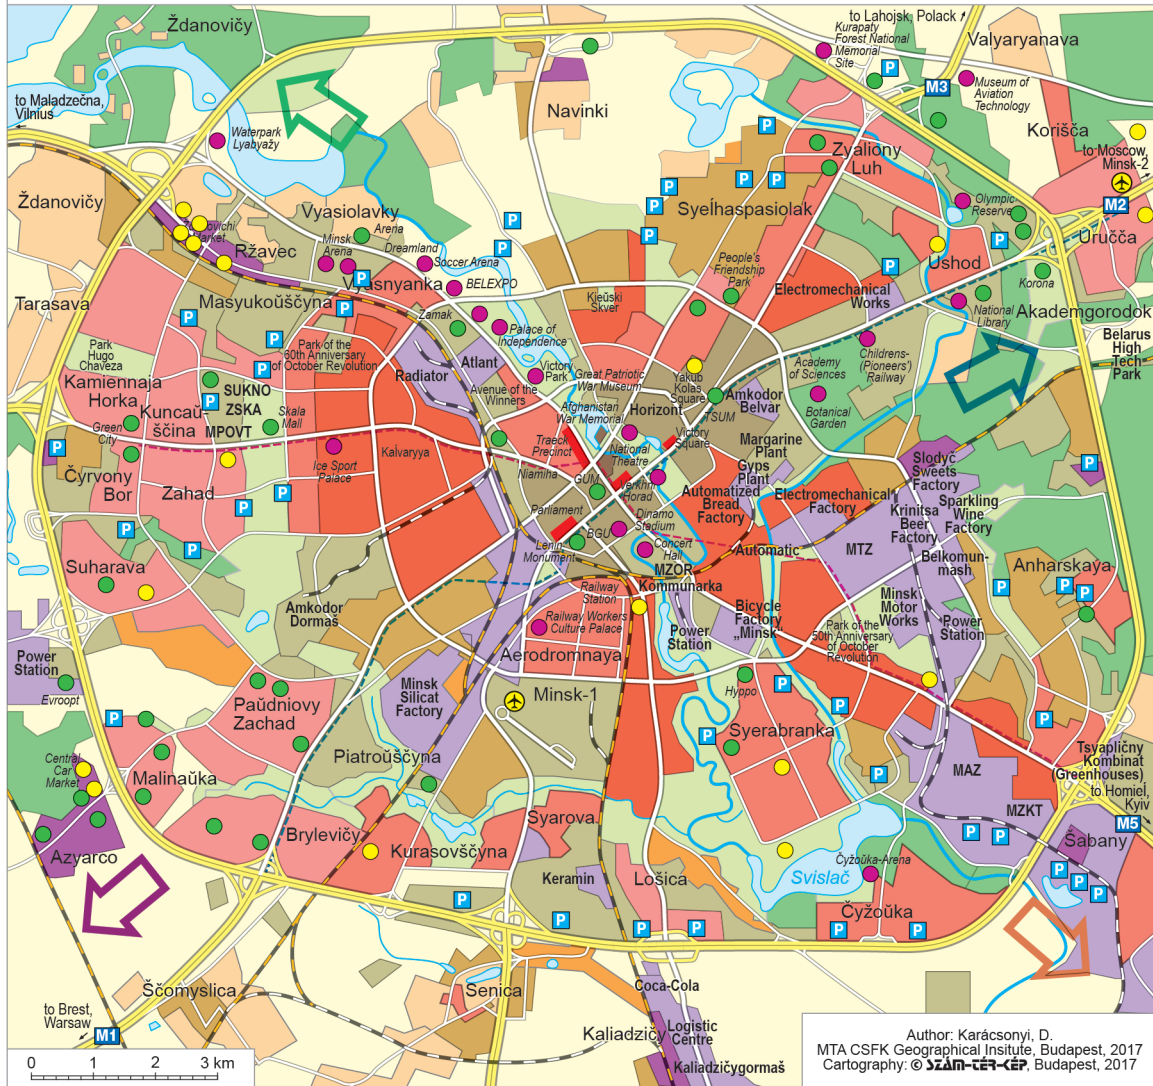 Ždanovičy
to Lahojsk, Polack
Kurapaty
Forest National
Memorial
Site
Valyaryanava
P
M3
Museum of
Aviation
Technology
to Maladzečna,
Vilnius
Navinki
Korišča
Waterpark
Lyabyažy
P
Zyaliony
Luh
to Moscow,
Minsk-2
Ždanovičy
P
P
P
M2
Vyasiolavky
Arena
P
P
Syeĺhaspasiolak
Olympic
Reserve
Market
Ržavec
Minsk
Arena
Dreamland
Soccer Arena
P
P
P
Uručča
Ushod
Vyasnyanka
P
BELEXPO
People's
Friendship
Park
P
Korona
Tarasava
Masyukoŭščyna
P
P
Zamak
Kieŭski
Skver
Electromechanical
Works
National
Library
Akademgorodok
Palace of
Independence
Park
Hugo
Chaveza
P
Park of the
60th Anniversary
of October Revolution
Atlant
Victory
Park
Great Patriotic
War Museum
Yakub
Kolas
Square
Academy
of Sciences
Childrens-
(Pioneers')
Railway
Belarus
High
Tech-
Park
Kamiennaja
Horka
P
Radiator
Avenue of the
Winners
SUKNO
ZSKA
MPOVT
P
Kuncaŭ-
ščina
Skala
Mall
Afghanistan
War Memorial
Horizont
TSUM
Amkodor
Belvar
Botanical
Garden
Green
City
P
Ice Sport
Palace
Kalvaryya
Traeck
Precinct
National
Theatre
Victory
Square
Margarine
Plant
Gyps
Plant
Slodyč
Sweets
Factory
P
Čyrvony
Bor
Zahad
Niamiha
GUM
Verkhni
Horad
Automatized
Bread
Factory
Electromechanical
Factory
Krinitsa
Beer
Factory
Sparkling
Wine
Factory
P
P
Parliament
Dinamo
Stadium
BGU
P
P
Lenin
Monument
Concert
Hall
Automatic
MTZ
Belkomun-
mash
Suharava
MZOR
Kommunarka
Anharskaya
P
P
P
Railway
Station
Amkodor
Dormaš
Railway Workers
Culture Palace
Bicycle
Factory
„Minsk”
Minsk
Motor
Works
Power
Station
Power
Station
Park of the
50th Anniversary
of October
Revolution
Aerodromnaya
Power
Station
Evroopt
Minsk
Silicat
Factory
Minsk-1
Hyppo
P
Paŭdniovy
Zachad
P
P
P
P
Syerabranka
Piatroŭščyna
Tsyapličny
Kombinat
(Greenhouses)
Central
Car
Market
Malinaŭka
P
MAZ
to Homieĺ,
Kyiv
MZKT
M5
Syarova
P
P
Brylevičy
Kurasovščyna
Šabany
Azyarco
Čyžoŭka-Arena
P
P
P
Keramin
Lošica
Svislač
P
P
P
P
Čyžoŭka
P
P
Ščomyslica
Senica
Coca-Cola
to Brest,
Warsaw
M1
Kaliadzičy
Logistic
Centre
Kaliadzičygormaš
0 1 2 3 km
Author: Karácsonyi, D.
MTA CSFK Geographical Insitute, Budapest, 2017
Cartography: © SZÁM-TÉR-KÉP, Budapest, 2017